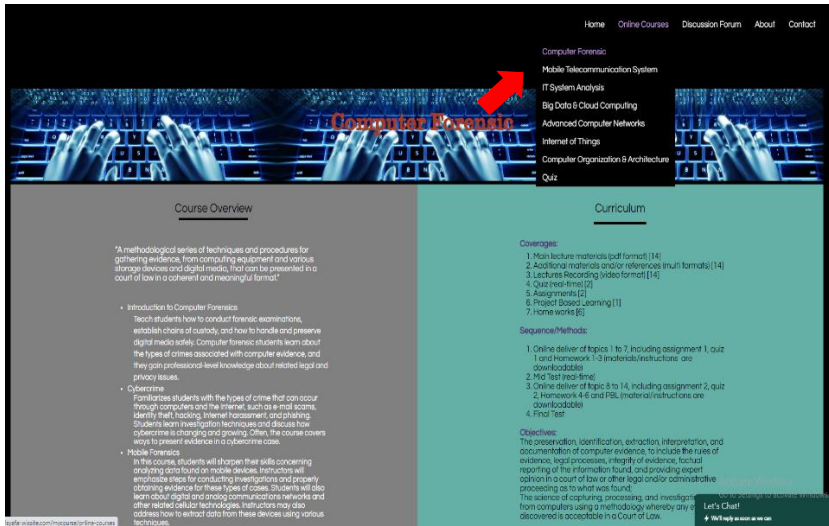 Home Online Courses Discussion Forum About Contact
Computer Forensic
Mobile Telecommunication System
IT System Analysis
Big Data & Cloud Computing
Advanced Computer Networks
Internet of Things
Computer Organization & Architecture
Quiz
Computer Forensic
Course Overview
"A methodological series of techniques and procedures for
gathering evidence, from computing equipment and various
storage devices and digital media, that can be presented in a
court of law in a coherent and meaningful format."
• Introduction to Computer Forensics
Teach students how to conduct forensic examinations,
establish chains of custody, and how to handle and preserve
digital media safely. Computer forensic students learn about
the types of crimes associated with computer evidence, and
they gain professional-level knowledge about related legal and
privacy issues.
• Cybercrime
Familiarizes students with the types of crime that can occur
through computers and the internet, such as e-mail scams,
identity theft, hacking, Internet harassment, and phishing.
Students learn investigation techniques and discuss how
cybercrime is changing and growing. Often, the course covers
ways to present evidence in a cybercrime case.
• Mobile Forensics
In this course, students will sharpen their skills concerning
analyzing data found on mobile devices. Instructors will
emphasize steps for conducting investigations and properly
obtaining evidence for these types of cases. Students will also
learn about digital and analog communications networks and
other related cellular technologies. Instructors may also
address how to extract data from these devices using various
techniques.
Curriculum
Coverages:
1. Main lecture materials (pdf format) [14]
2. Additional materials and/or references (multi formats) [14]
3. Lectures Recording (video format) [14]
4. Quiz (real-time) [2]
5. Assignments [2]
6. Project Based Learning [1]
7. Home works [6]
Sequence/Methods:
1. Online deliver of topics 1 to 7, including assignment 1, quiz
1 and Homework 1-3 (materials/instructions are
downloadable)
2. Mid Test (real-time)
3. Online deliver of topic 8 to 14, including assignment 2, quiz
2, Homework 4-6 and PBL (material/instructions are
downloadable)
4. Final Test
Objectives:
The preservation, identification, extraction, interpretation, and
documentation of computer evidence, to include the rules of
evidence, legal processes, integrity of evidence, factual
reporting of the information found, and providing expert
opinion in a court of law or other legal and/or administrative
proceeding as to what was found;
The science of capturing, processing, and investigati
from computers using a methodology whereby any e
discovered is acceptable in a Court of Law.
Go to Settings to activate Windows.
Let's Chat!
We'll reply as soon as we can